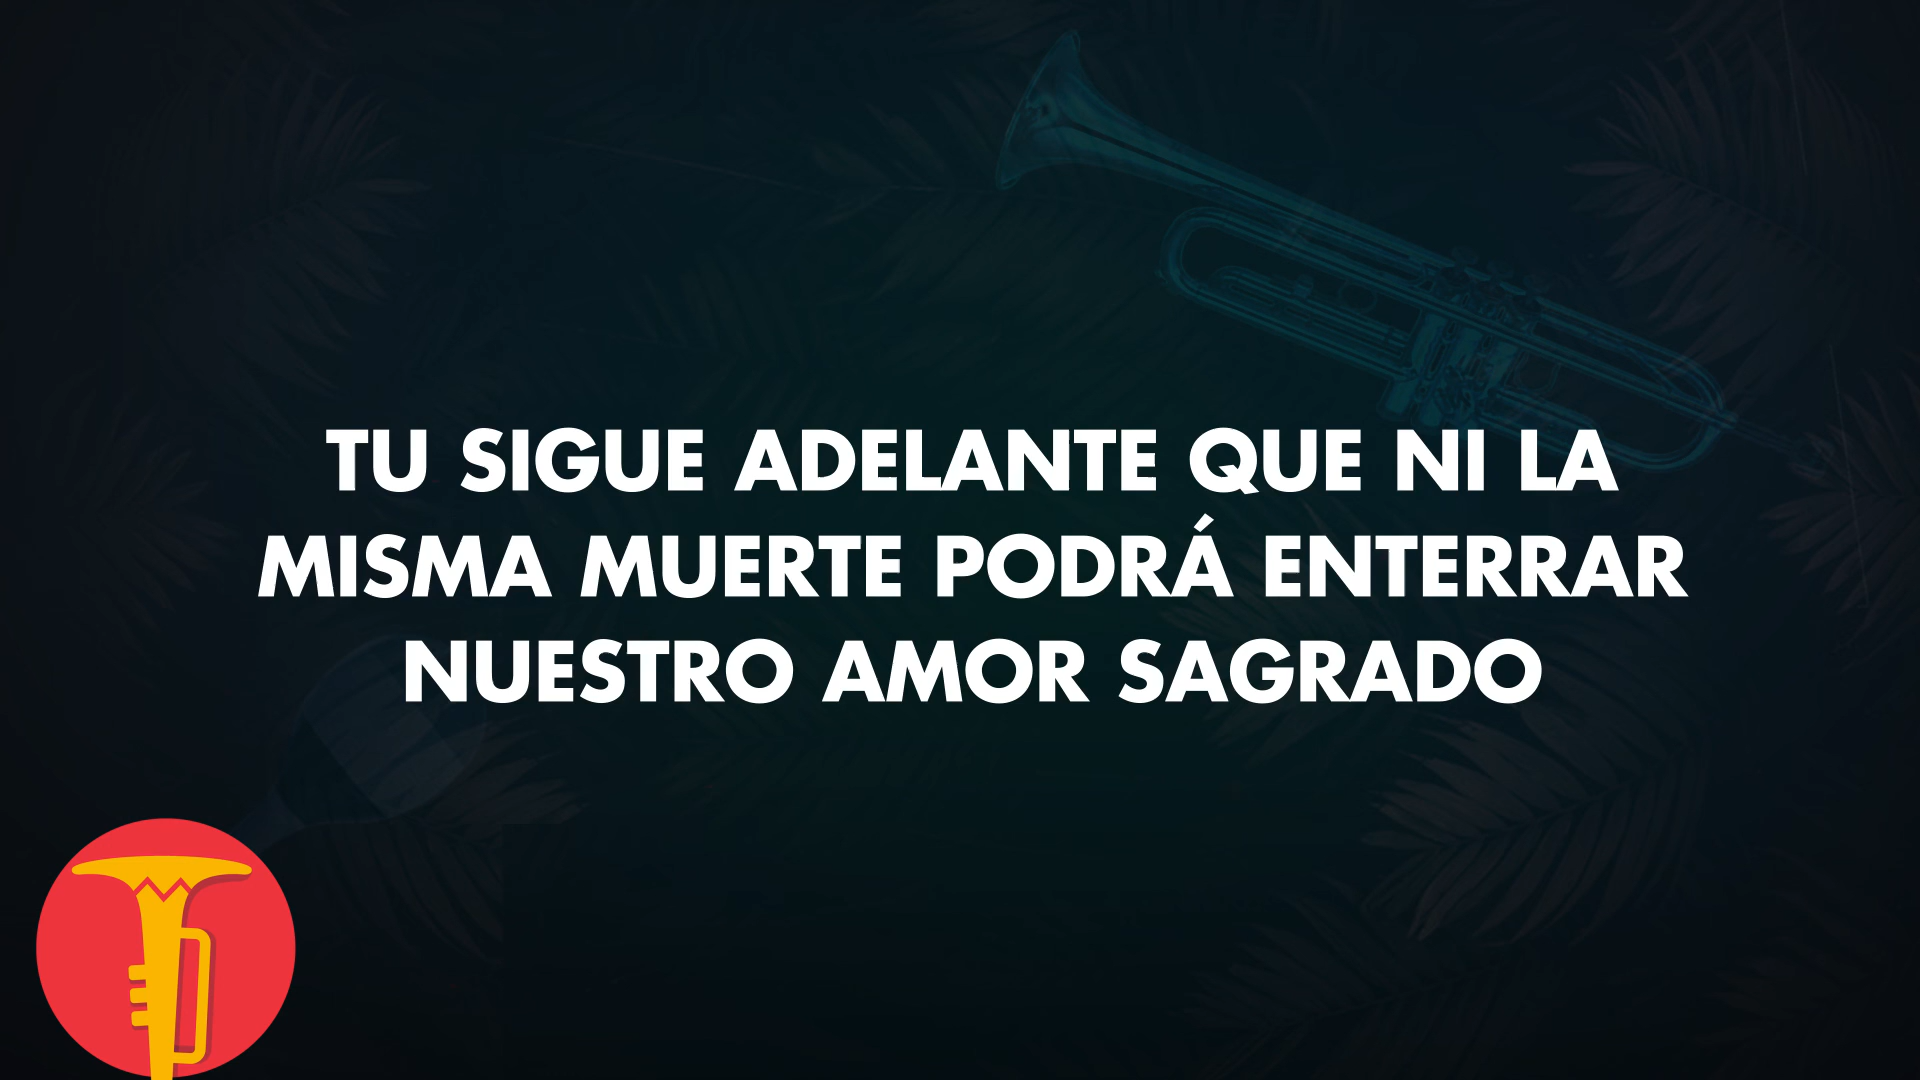 TU SIGUE ADELANTE QUE NI LA
MISMA MUERTE PODRÁ ENTERRAR
NUESTRO AMOR SAGRADO